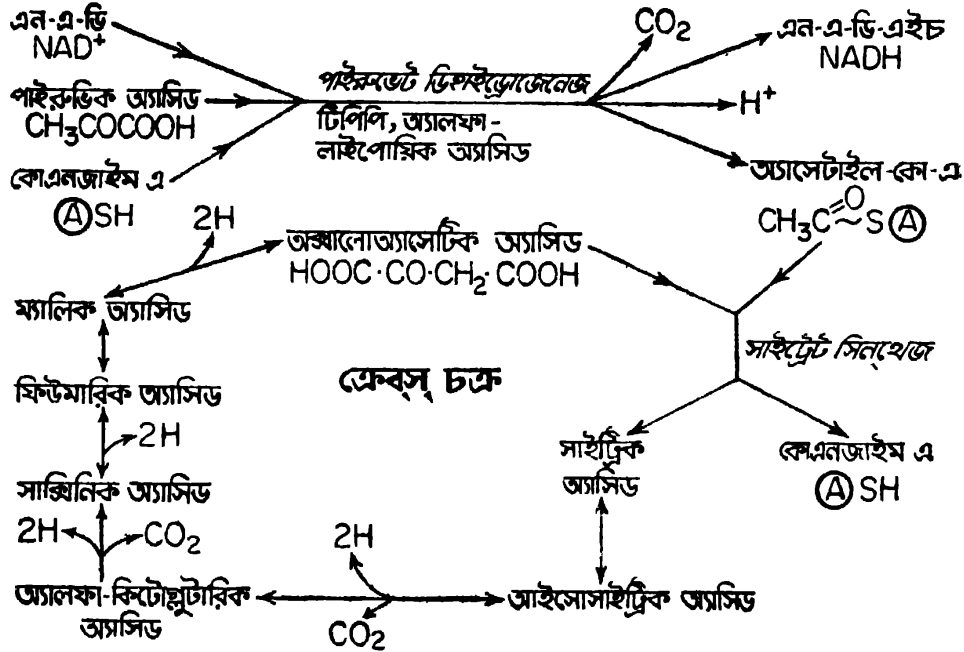 এন-এ-ডি
NAD⁺
পাইরুভিক অ্যাসিড
CH₃COCOOH
কোএনজাইম এ
Ⓐ SH
পাইরুভেট ডিহাইড্রোজেনেজ
টিপিপি, অ্যালফা-
লাইপোয়িক অ্যাসিড
CO₂
এন-এ-ডি-এইচ
NADH
H⁺
অ্যাসেটাইল-কো-এ
CH₃C=O~S Ⓐ
2H
অক্সালোঅ্যাসেটিক অ্যাসিড
HOOC·CO·CH₂·COOH
ম্যালিক অ্যাসিড
সাইট্রেট সিন্‌থেজ
ফিউমারিক অ্যাসিড
ক্রেব্‌স্ চক্র
2H
সাইট্রিক
অ্যাসিড
কোএনজাইম এ
Ⓐ SH
সাক্সিনিক অ্যাসিড
2H
CO₂
2H
অ্যালফা-কিটোগ্লুটারিক
অ্যাসিড
CO₂
আইসোসাইট্রিক অ্যাসিড